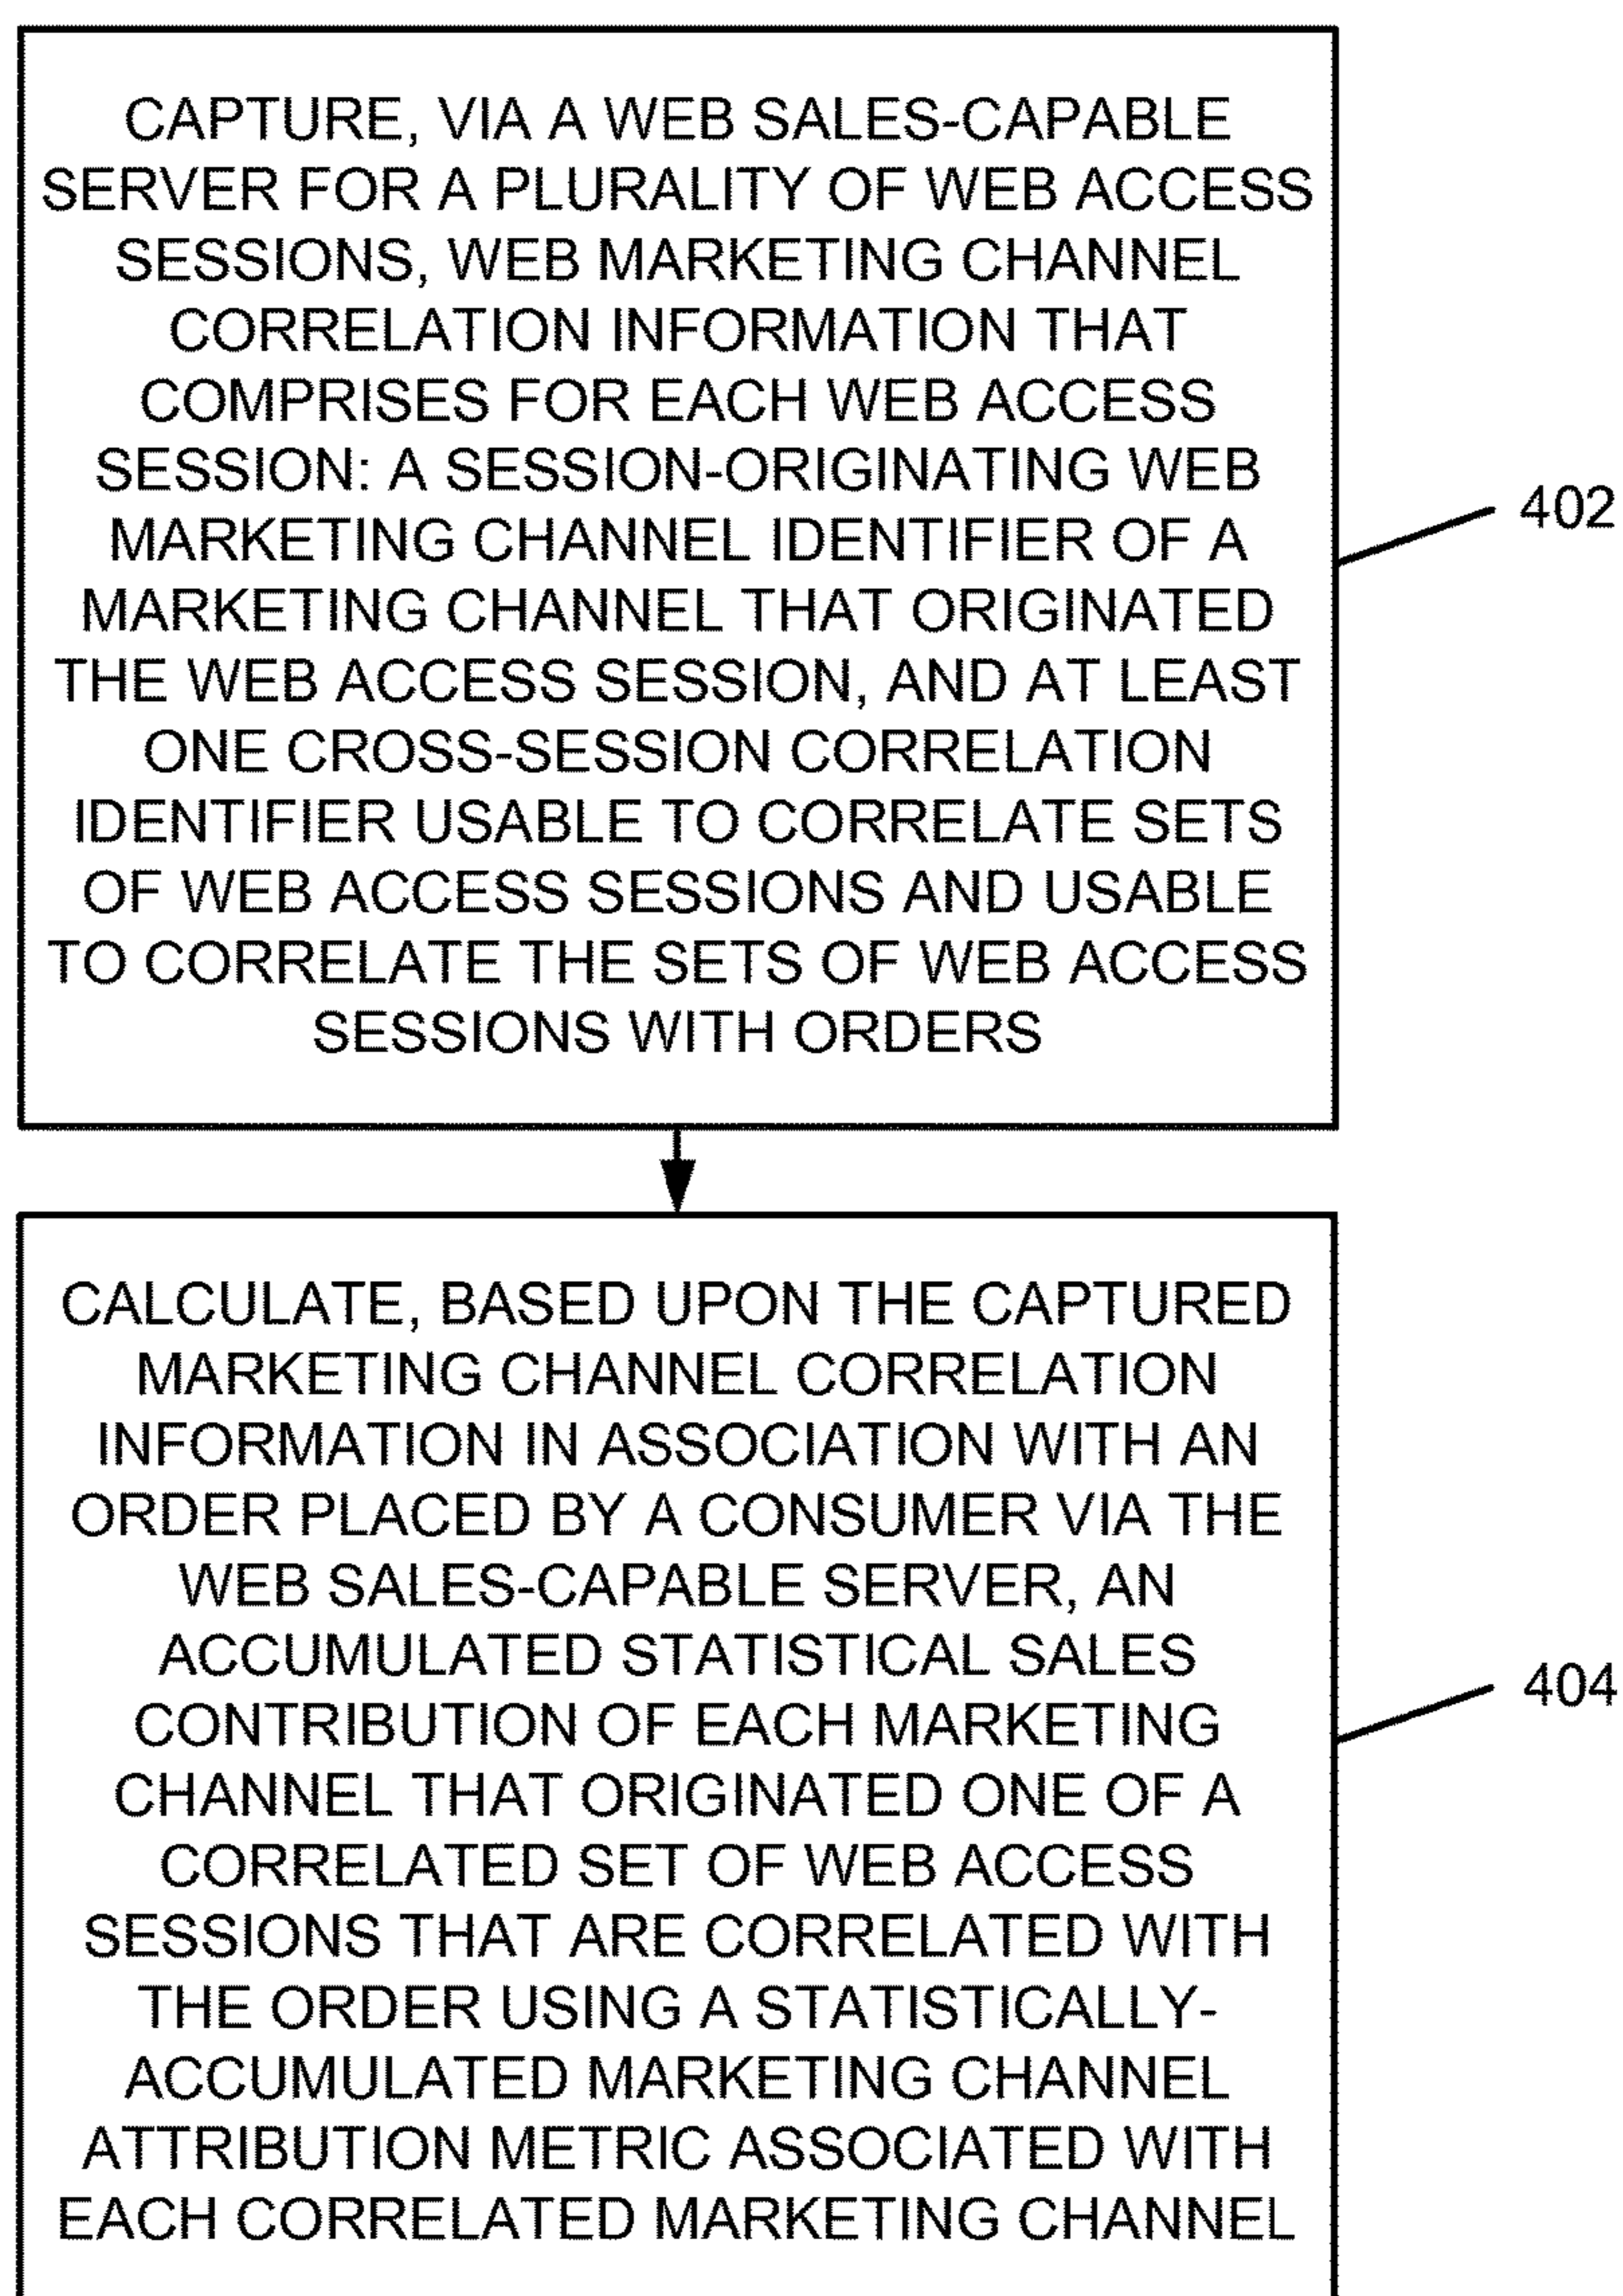 CAPTURE, VIA A WEB SALES-CAPABLE
SERVER FOR A PLURALITY OF WEB ACCESS
SESSIONS, WEB MARKETING CHANNEL
CORRELATION INFORMATION THAT
COMPRISES FOR EACH WEB ACCESS
SESSION: A SESSION-ORIGINATING WEB
MARKETING CHANNEL IDENTIFIER OF A
MARKETING CHANNEL THAT ORIGINATED
THE WEB ACCESS SESSION, AND AT LEAST
ONE CROSS-SESSION CORRELATION
IDENTIFIER USABLE TO CORRELATE SETS
OF WEB ACCESS SESSIONS AND USABLE
TO CORRELATE THE SETS OF WEB ACCESS
SESSIONS WITH ORDERS
402
CALCULATE, BASED UPON THE CAPTURED
MARKETING CHANNEL CORRELATION
INFORMATION IN ASSOCIATION WITH AN
ORDER PLACED BY A CONSUMER VIA THE
WEB SALES-CAPABLE SERVER, AN
ACCUMULATED STATISTICAL SALES
CONTRIBUTION OF EACH MARKETING
CHANNEL THAT ORIGINATED ONE OF A
CORRELATED SET OF WEB ACCESS
SESSIONS THAT ARE CORRELATED WITH
THE ORDER USING A STATISTICALLY-
ACCUMULATED MARKETING CHANNEL
ATTRIBUTION METRIC ASSOCIATED WITH
EACH CORRELATED MARKETING CHANNEL
404